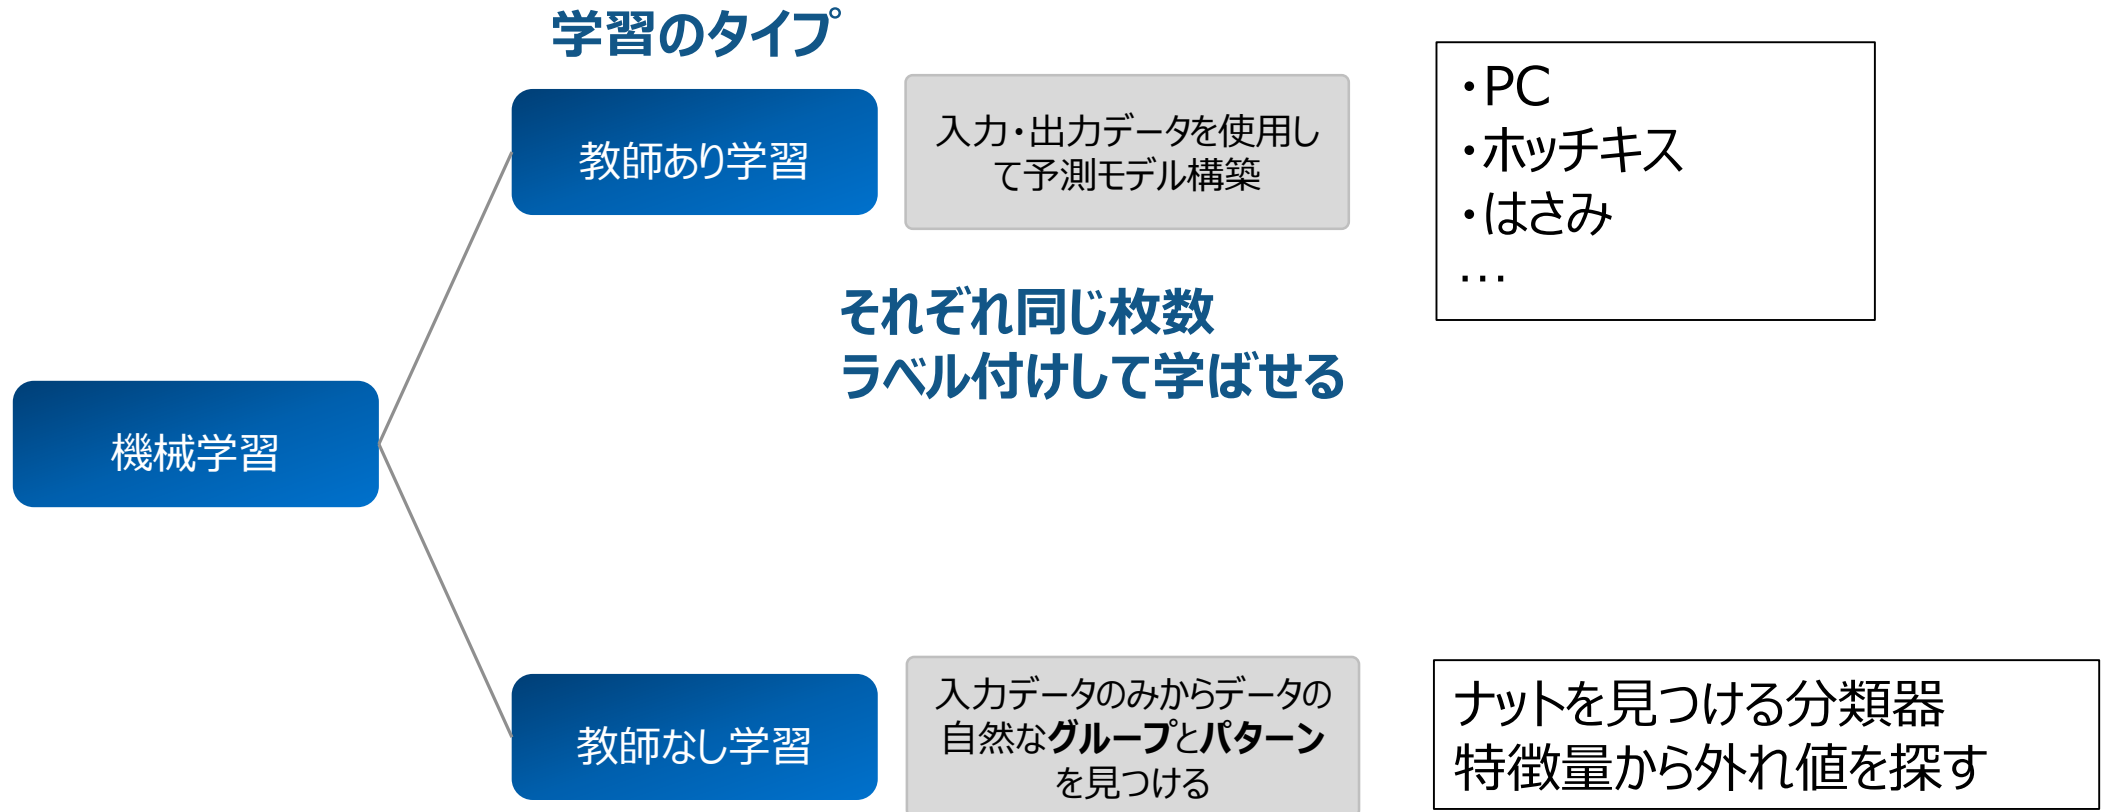 学習のタイプ
教師あり学習
入力・出力データを使用し
て予測モデル構築
・PC
・ホッチキス
・はさみ
…
それぞれ同じ枚数
ラベル付けして学ばせる
機械学習
教師なし学習
入力データのみからデータの
自然なグループとパターン
を見つける
ナットを見つける分類器
特徴量から外れ値を探す